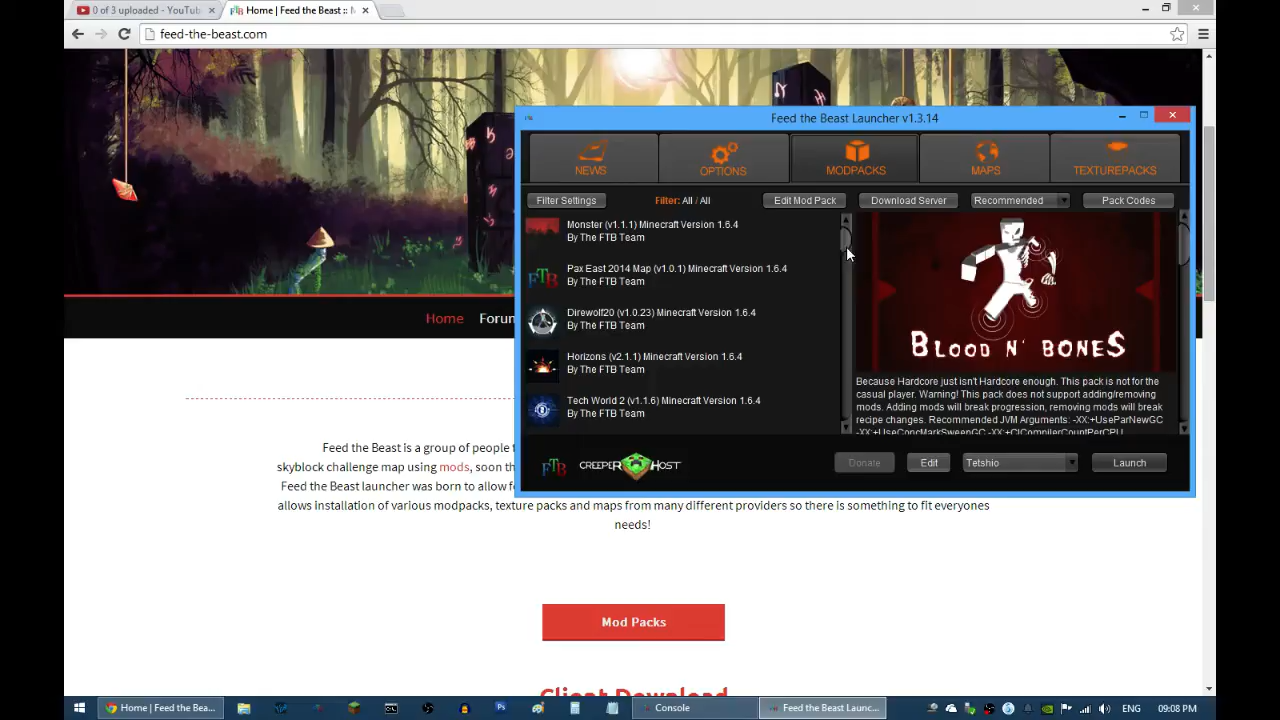 0 of 3 uploaded - YouTub
Home | Feed the Beast :: M
feed-the-beast.com
Feed the Beast Launcher v1.3.14
NEWS
OPTIONS
MODPACKS
MAPS
TEXTUREPACKS
Filter Settings
Filter: All / All
Edit Mod Pack
Download Server
Recommended
Pack Codes
Monster (v1.1.1) Minecraft Version 1.6.4
By The FTB Team
Pax East 2014 Map (v1.0.1) Minecraft Version 1.6.4
By The FTB Team
Direwolf20 (v1.0.23) Minecraft Version 1.6.4
By The FTB Team
Horizons (v2.1.1) Minecraft Version 1.6.4
By The FTB Team
Tech World 2 (v1.1.6) Minecraft Version 1.6.4
By The FTB Team
FTB
BLOOD N' BONES
Because Hardcore just isn't Hardcore enough. This pack is not for the
casual player. Warning! This pack does not support adding/removing
mods. Adding mods will break progression, removing mods will break
recipe changes. Recommended JVM Arguments: -XX:+UseParNewGC
-XX:+UseConcMarkSweepGC -XX:+CICompilerCountPerCPU
FTB
CREEPER HOST
Donate
Edit
Tetshio
Launch
Home
Forun
Feed the Beast is a group of people t
skyblock challenge map using mods, soon th
Feed the Beast launcher was born to allow f
allows installation of various modpacks, texture packs and maps from many different providers so there is something to fit everyones
needs!
Mod Packs
Client Download
Home | Feed the Bea...
Console
Feed the Beast Launc...
ENG
09:08 PM